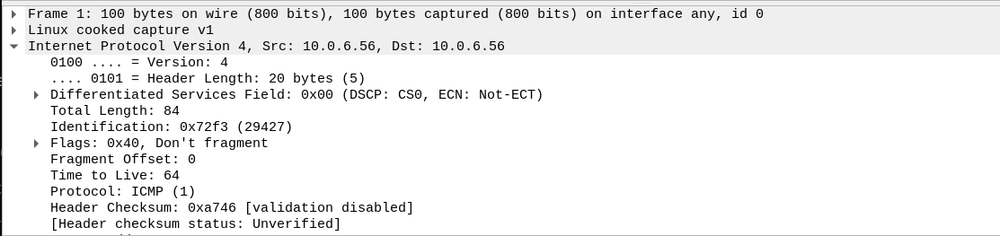 Frame 1: 100 bytes on wire (800 bits), 100 bytes captured (800 bits) on interface any, id 0
Linux cooked capture v1
Internet Protocol Version 4, Src: 10.0.6.56, Dst: 10.0.6.56
0100 .... = Version: 4
.... 0101 = Header Length: 20 bytes (5)
Differentiated Services Field: 0x00 (DSCP: CS0, ECN: Not-ECT)
Total Length: 84
Identification: 0x72f3 (29427)
Flags: 0x40, Don't fragment
Fragment Offset: 0
Time to Live: 64
Protocol: ICMP (1)
Header Checksum: 0xa746 [validation disabled]
[Header checksum status: Unverified]